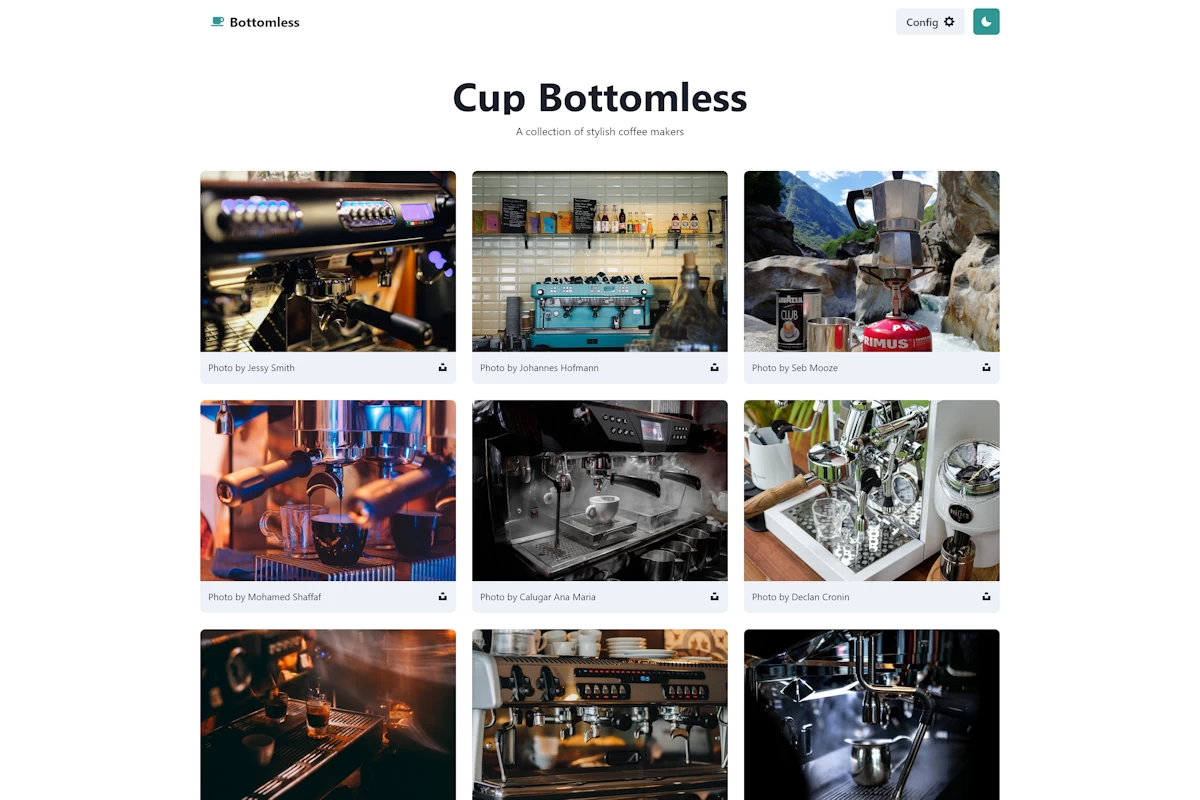 Bottomless
Config
Cup Bottomless
A collection of stylish coffee makers
CLUB
PRIMUS
Photo by Jessy Smith
Photo by Johannes Hofmann
Photo by Seb Mooze
Photo by Mohamed Shaffaf
Photo by Calugar Ana Maria
Photo by Declan Cronin